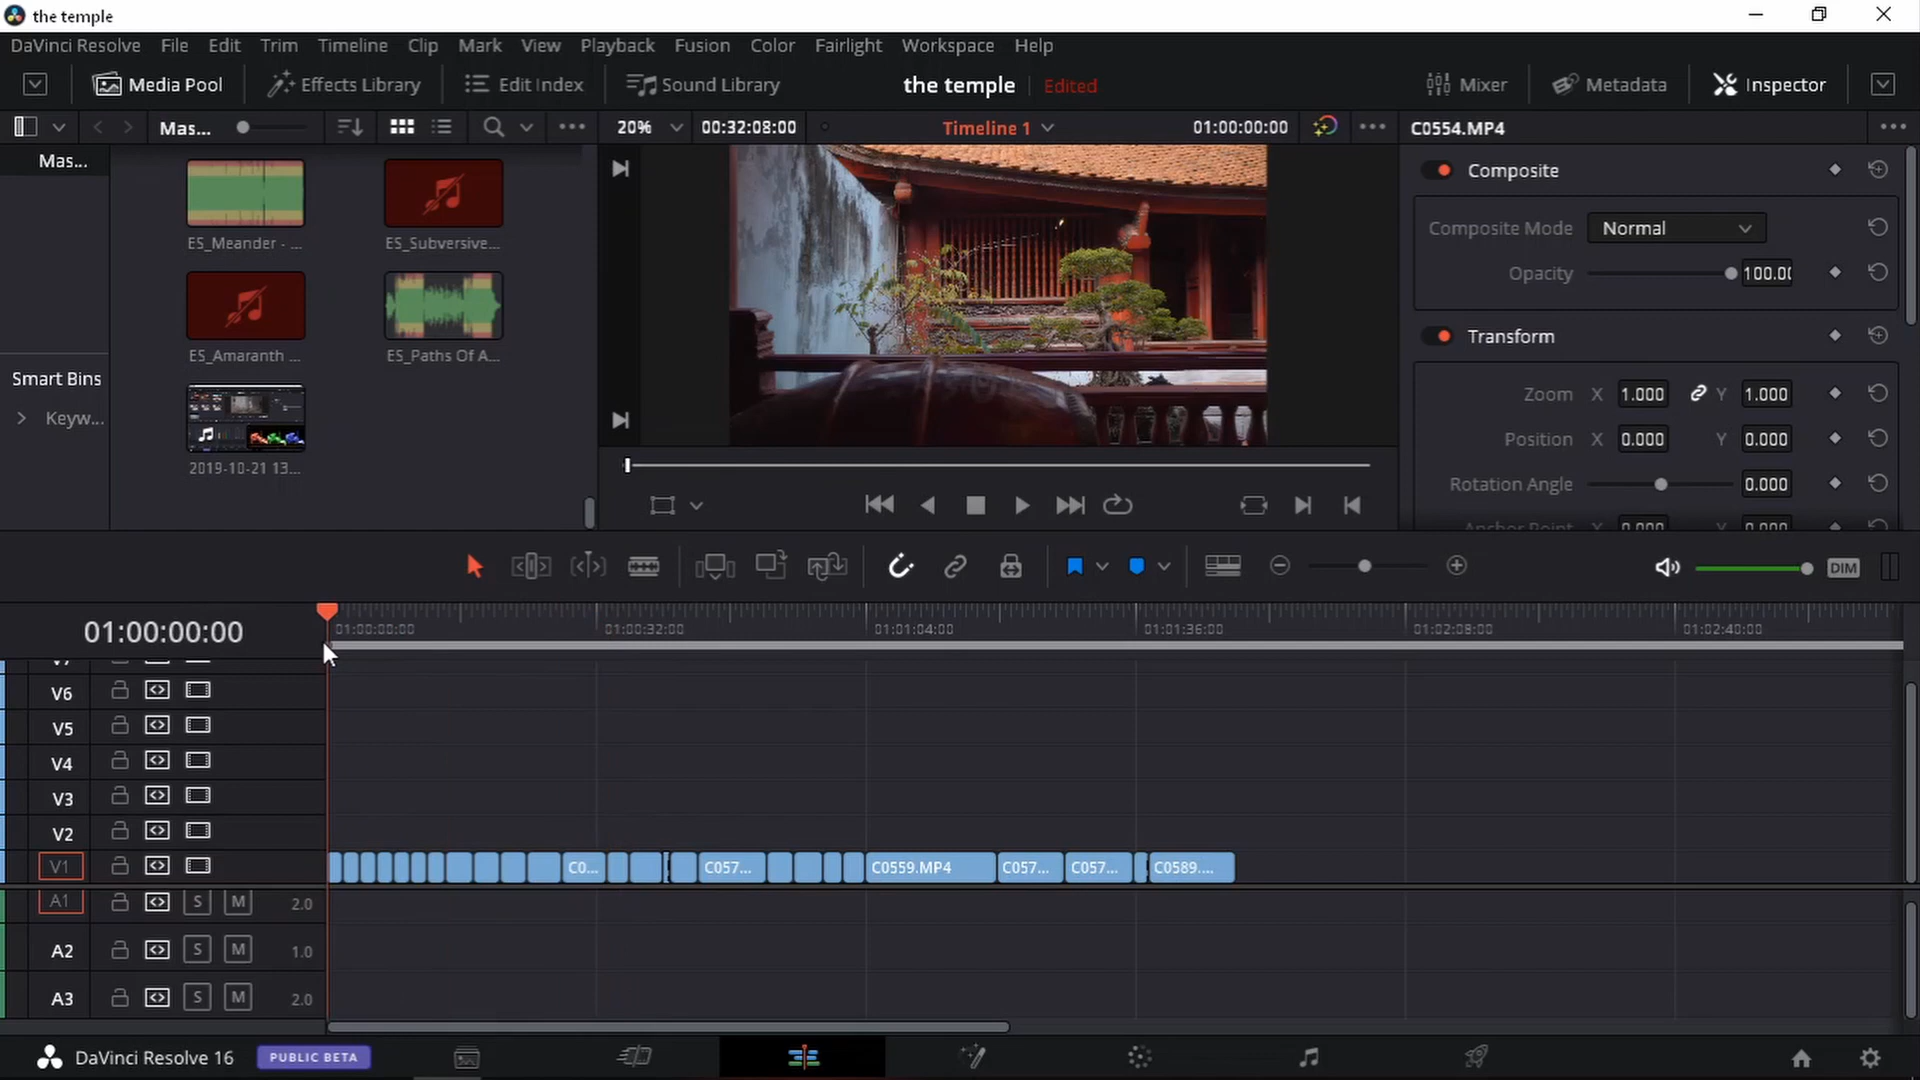 the temple
DaVinci Resolve File Edit Trim Timeline Clip Mark View Playback Fusion Color Fairlight Workspace Help
Media Pool Effects Library Edit Index Sound Library the temple Edited Mixer Metadata Inspector
Mas... 20% 00:32:08:00 Timeline 1 01:00:00:00 C0554.MP4
Mas...
Composite
Composite Mode Normal
Opacity 100.00
Transform
Zoom X 1.000 Y 1.000
Position X 0.000 Y 0.000
Rotation Angle 0.000
Anchor Point X 0.000 Y 0.000
ES_Meander - ... ES_Subversive...
ES_Amaranth ... ES_Paths Of A...
Smart Bins
Keyw...
2019-10-21 13...
DIM
01:00:00:00 01:00:00:00 01:00:32:00 01:01:04:00 01:01:36:00 01:02:08:00 01:02:40:00
V7
V6
V5
V4
V3
V2
V1 C0... C057... C0559.MP4 C057... C057... C0589....
A1 S M 2.0
A2 S M 1.0
A3 S M 2.0
DaVinci Resolve 16 PUBLIC BETA